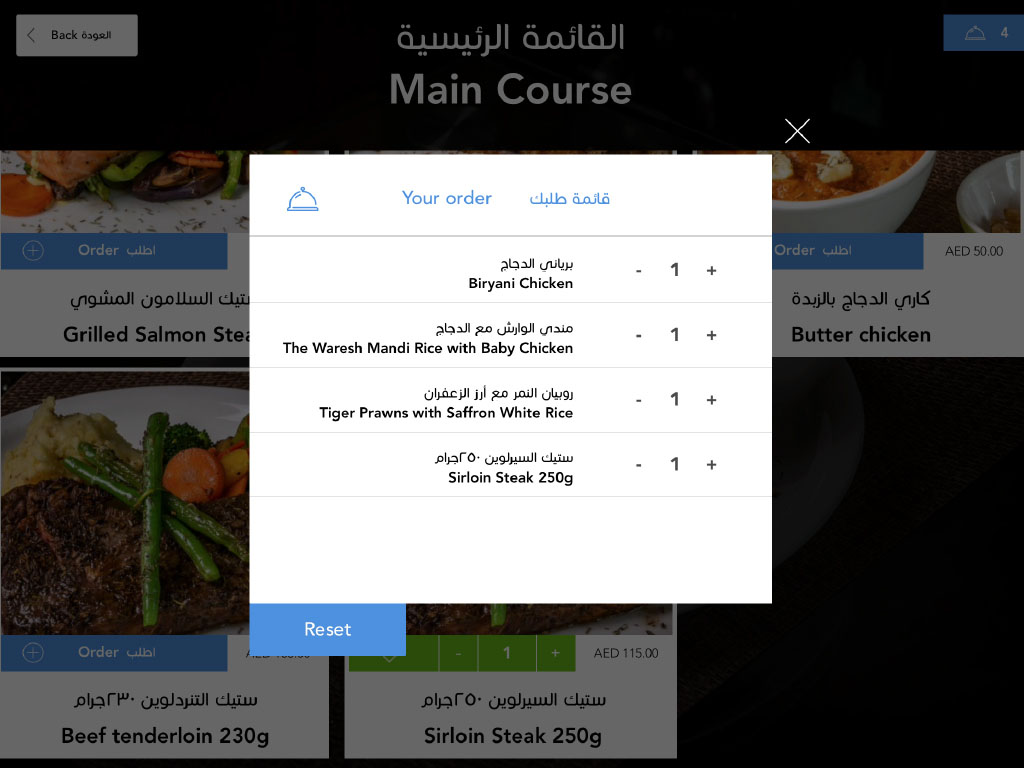 Back العودة
القائمة الرئيسية
4
Main Course
Your order قائمة طلبك
Order اطلب
Order اطلب
AED 50.00
برياني الدجاج
Biryani Chicken
- 1 +
ستيك السلامون المشوي
Grilled Salmon Stea
كاري الدجاج بالزبدة
Butter chicken
مندي الوارش مع الدجاج
The Waresh Mandi Rice with Baby Chicken
- 1 +
روبيان النمر مع أرز الزعفران
Tiger Prawns with Saffron White Rice
- 1 +
ستيك السيرلوين ٢٥٠جرام
Sirloin Steak 250g
- 1 +
Reset
Order اطلب
- 1 +
AED 115.00
ستيك التندرلوين ٢٣٠جرام
Beef tenderloin 230g
ستيك السيرلوين ٢٥٠جرام
Sirloin Steak 250g